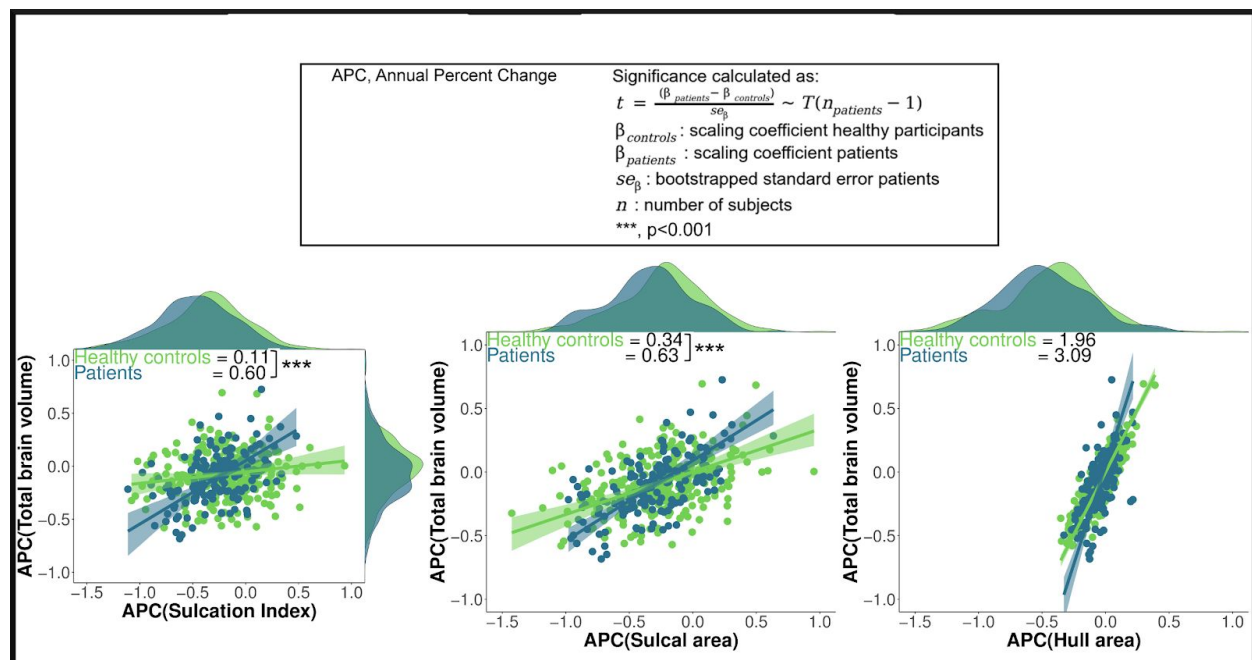 APC, Annual Percent Change
Significance calculated as:
t = (β patients − β controls) / se β ~ T(n patients − 1)
β controls : scaling coefficient healthy participants
β patients : scaling coefficient patients
se β : bootstrapped standard error patients
n : number of subjects
***, p<0.001
Healthy controls = 0.11
Patients = 0.60
***
APC(Total brain volume)
1.0
0.5
0.0
−0.5
−1.0
−1.5 −1.0 −0.5 0.0 0.5 1.0
APC(Sulcation Index)
Healthy controls = 0.34
Patients = 0.63
***
APC(Total brain volume)
1.0
0.5
0.0
−0.5
−1.0
−1.5 −1.0 −0.5 0.0 0.5 1.0
APC(Sulcal area)
Healthy controls = 1.96
Patients = 3.09
APC(Total brain volume)
1.0
0.5
0.0
−0.5
−1.0
−1.5 −1.0 −0.5 0.0 0.5 1.0
APC(Hull area)